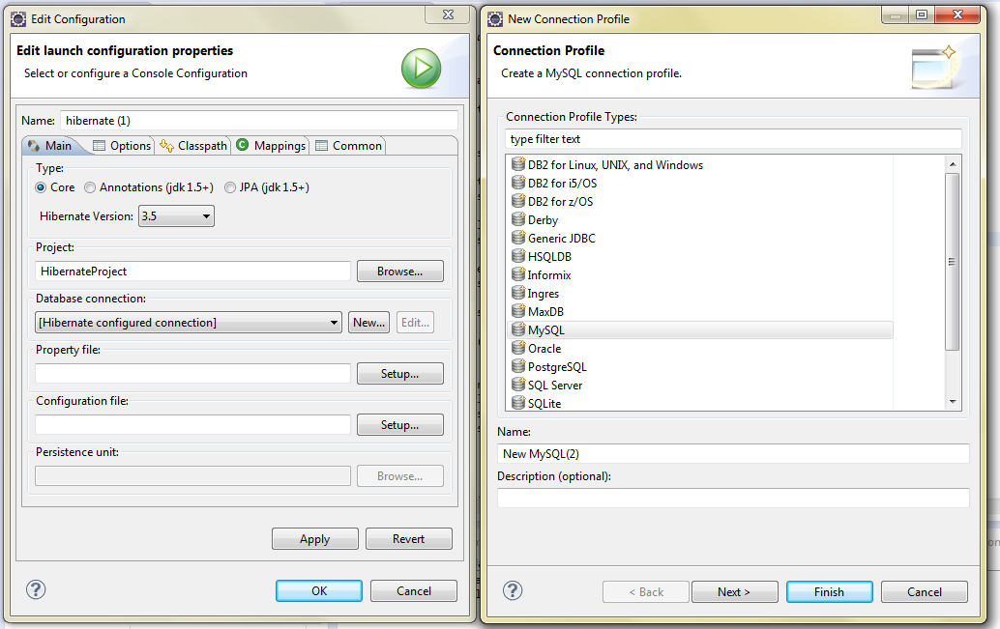 Edit Configuration
Edit launch configuration properties
Select or configure a Console Configuration
Name: hibernate (1)
Main Options Classpath Mappings Common
Type:
Core Annotations (jdk 1.5+) JPA (jdk 1.5+)
Hibernate Version: 3.5
Project:
HibernateProject Browse...
Database connection:
[Hibernate configured connection] New... Edit...
Property file:
Setup...
Configuration file:
Setup...
Persistence unit:
Browse...
Apply Revert
? OK Cancel
New Connection Profile
Connection Profile
Create a MySQL connection profile.
Connection Profile Types:
type filter text
DB2 for Linux, UNIX, and Windows
DB2 for i5/OS
DB2 for z/OS
Derby
Generic JDBC
HSQLDB
Informix
Ingres
MaxDB
MySQL
Oracle
PostgreSQL
SQL Server
SQLite
Name:
New MySQL(2)
Description (optional):
? < Back Next > Finish Cancel